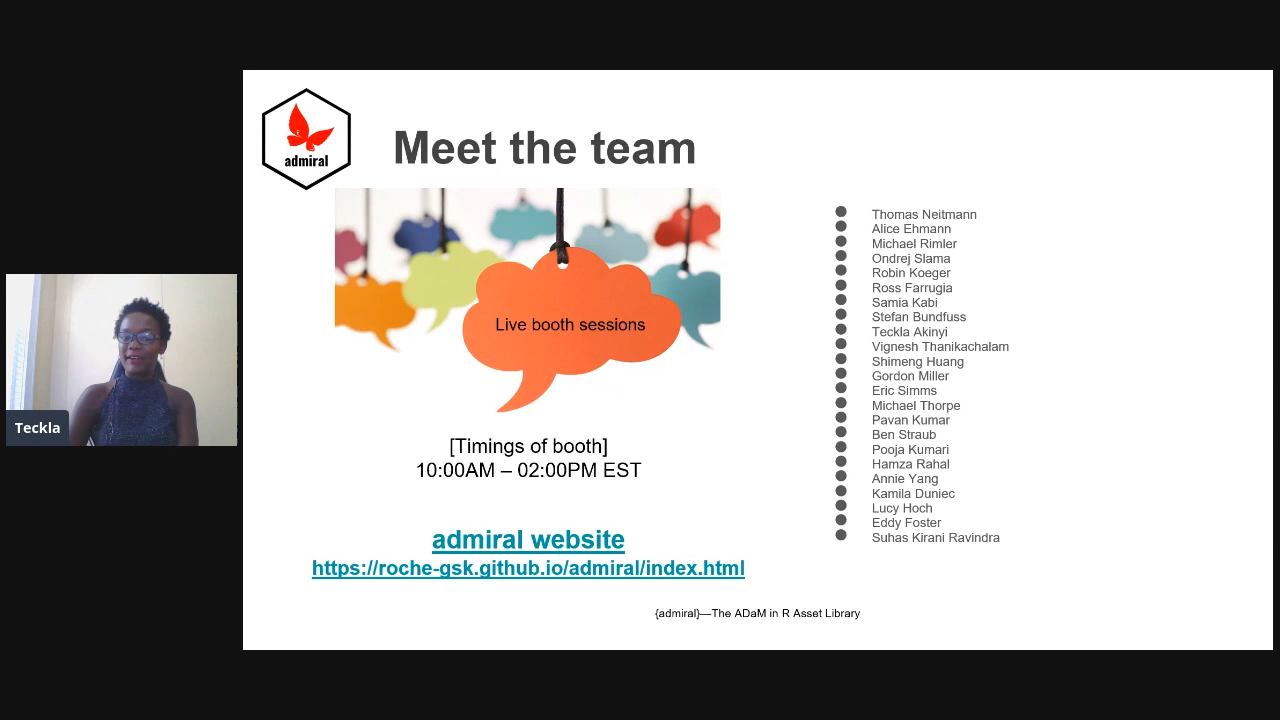 admiral
Meet the team
Live booth sessions
[Timings of booth]
10:00AM – 02:00PM EST
admiral website
https://roche-gsk.github.io/admiral/index.html
Thomas Neitmann
Alice Ehmann
Michael Rimler
Ondrej Slama
Robin Koeger
Ross Farrugia
Samia Kabi
Stefan Bundfuss
Teckla Akinyi
Vignesh Thanikachalam
Shimeng Huang
Gordon Miller
Eric Simms
Michael Thorpe
Pavan Kumar
Ben Straub
Pooja Kumari
Hamza Rahal
Annie Yang
Kamila Duniec
Lucy Hoch
Eddy Foster
Suhas Kirani Ravindra
{admiral}—The ADaM in R Asset Library
Teckla